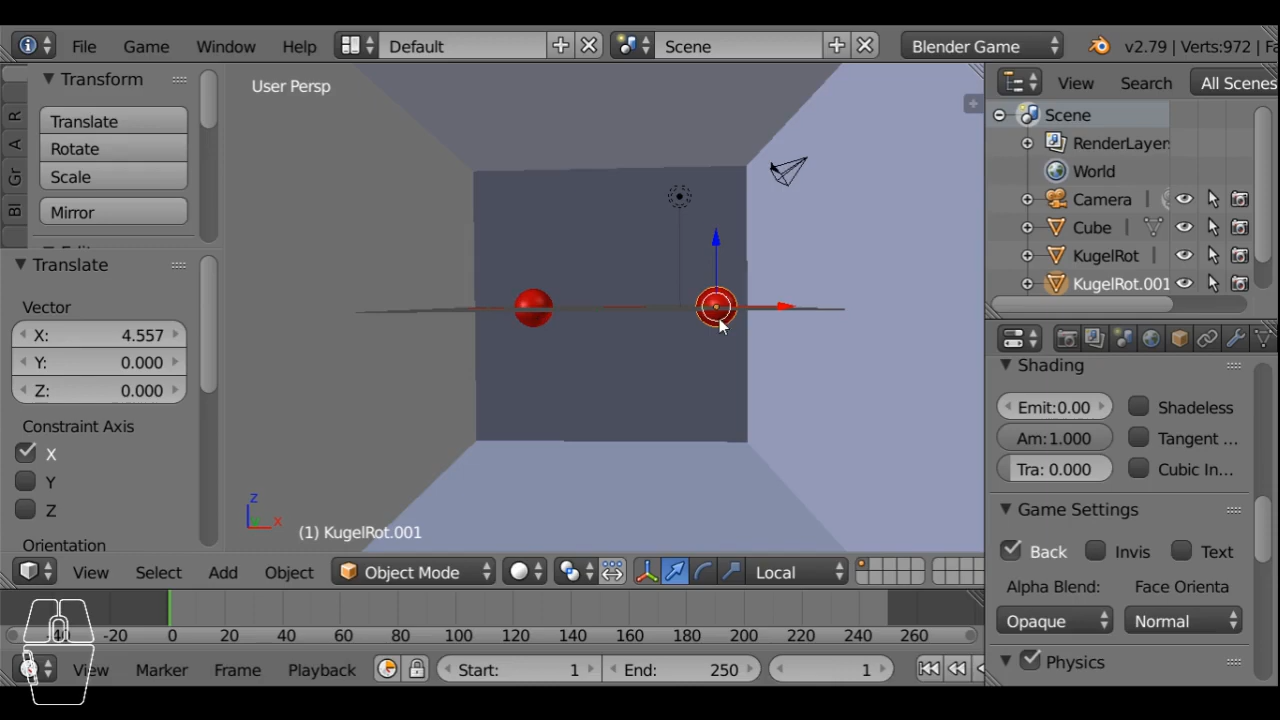 File Game Window Help Default Scene Blender Game v2.79 | Verts:972 | Fa
Transform
Translate
Rotate
Scale
Mirror
R
A
Gr
Bl
Translate
Vector
X: 4.557
Y: 0.000
Z: 0.000
Constraint Axis
X
Y
Z
Orientation
User Persp
z
x
(1) KugelRot.001
View Select Add Object Object Mode Local
-40 -20 0 20 40 60 80 100 120 140 160 180 200 220 240 260
View Marker Frame Playback Start: 1 End: 250 1
View Search All Scenes
Scene
RenderLayer
World
Camera
Cube
KugelRot
KugelRot.001
Shading
Emit:0.00 Shadeless
Am:1.000 Tangent ...
Tra: 0.000 Cubic In...
Game Settings
Back Invis Text
Alpha Blend: Face Orienta
Opaque Normal
Physics